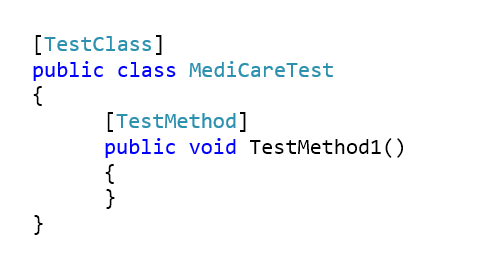 [TestClass]
public class MediCareTest
{
[TestMethod]
public void TestMethod1()
{
}
}